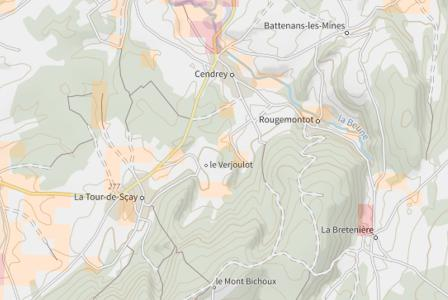 Battenans-les-Mines
Cendrey
Rougemontot
la Beune
le Verjoulot
277
La Tour-de-Sçay
La Bretenière
le Mont Bichoux